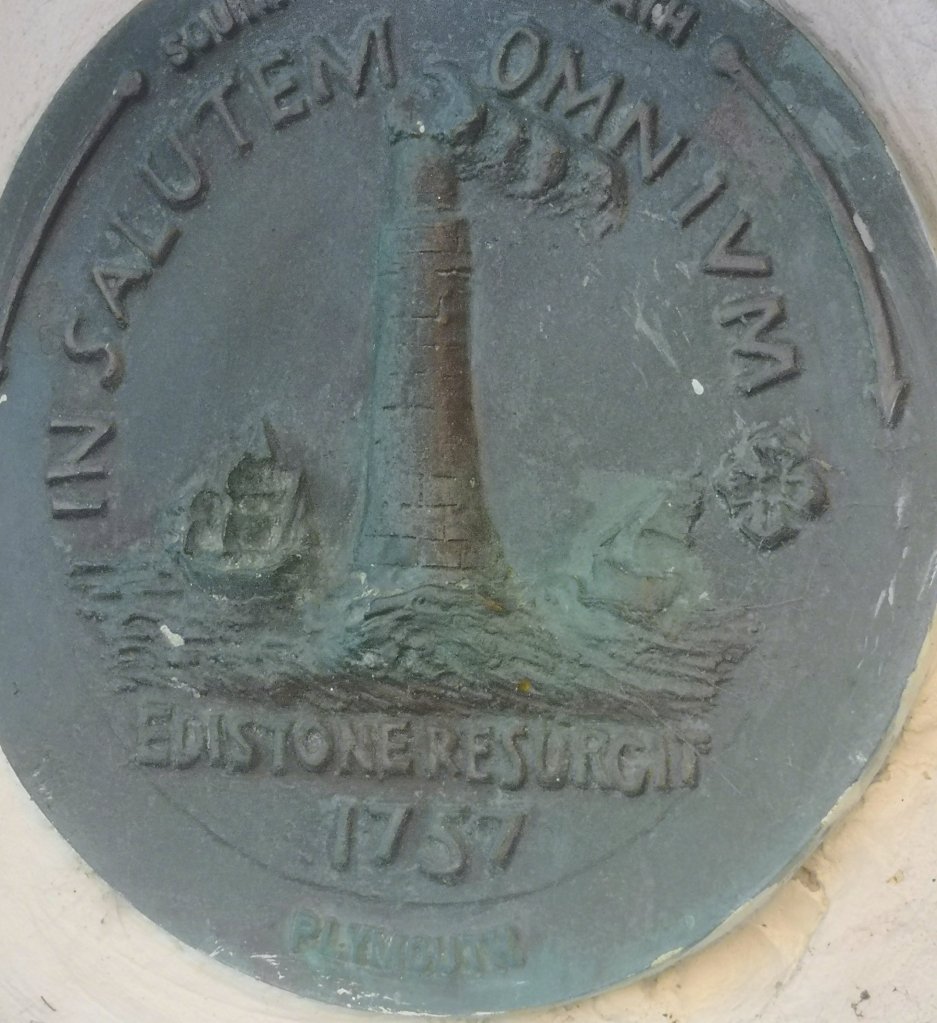 IN SALUTEM OMNIVM
EDISTONE RESURGIT
1757
PLYMOUTH